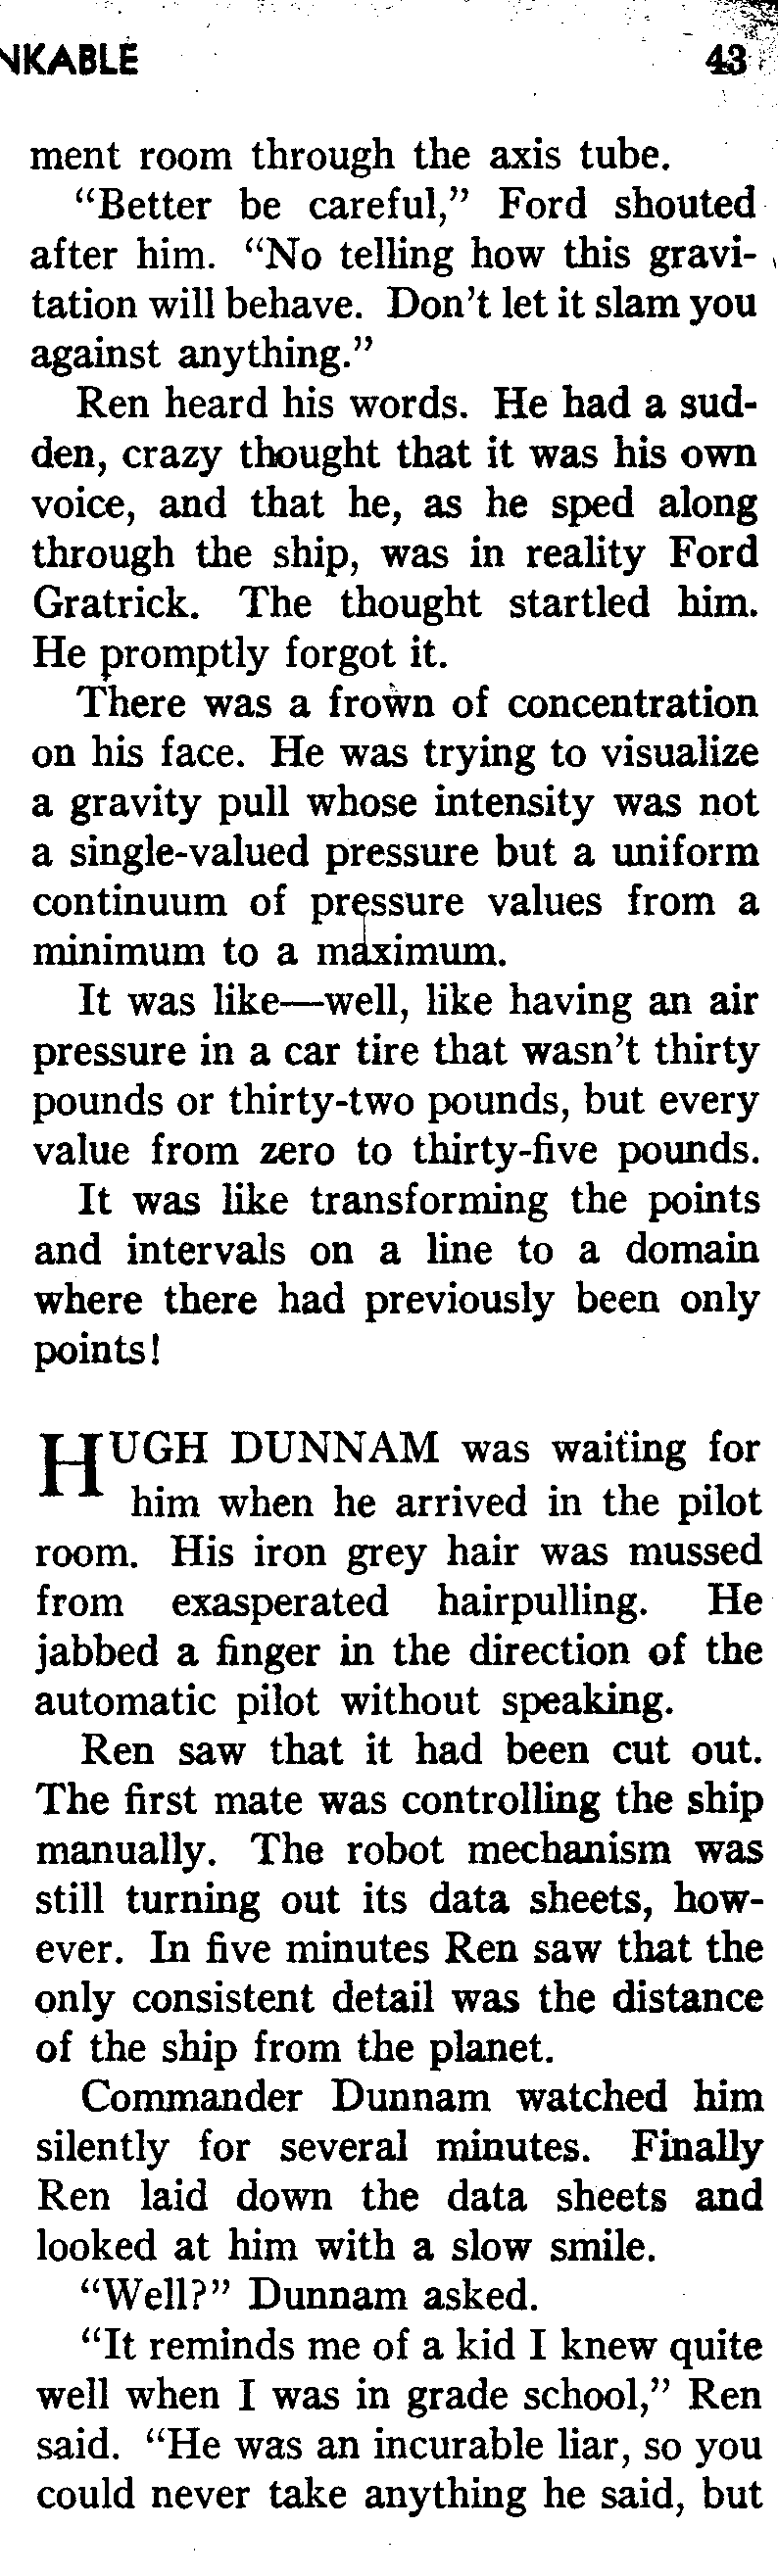 NKABLE 43
ment room through the axis tube.
“Better be careful,” Ford shouted
after him. “No telling how this gravi-
tation will behave. Don’t let it slam you
against anything.”
Ren heard his words. He had a sud-
den, crazy thought that it was his own
voice, and that he, as he sped along
through the ship, was in reality Ford
Gratrick. The thought startled him.
He promptly forgot it.
There was a frown of concentration
on his face. He was trying to visualize
a gravity pull whose intensity was not
a single-valued pressure but a uniform
continuum of pressure values from a
minimum to a maximum.
It was like—well, like having an air
pressure in a car tire that wasn’t thirty
pounds or thirty-two pounds, but every
value from zero to thirty-five pounds.
It was like transforming the points
and intervals on a line to a domain
where there had previously been only
points!
HUGH DUNNAM was waiting for
him when he arrived in the pilot
room. His iron grey hair was mussed
from exasperated hairpulling. He
jabbed a finger in the direction of the
automatic pilot without speaking.
Ren saw that it had been cut out.
The first mate was controlling the ship
manually. The robot mechanism was
still turning out its data sheets, how-
ever. In five minutes Ren saw that the
only consistent detail was the distance
of the ship from the planet.
Commander Dunnam watched him
silently for several minutes. Finally
Ren laid down the data sheets and
looked at him with a slow smile.
“Well?” Dunnam asked.
“It reminds me of a kid I knew quite
well when I was in grade school,” Ren
said. “He was an incurable liar, so you
could never take anything he said, but